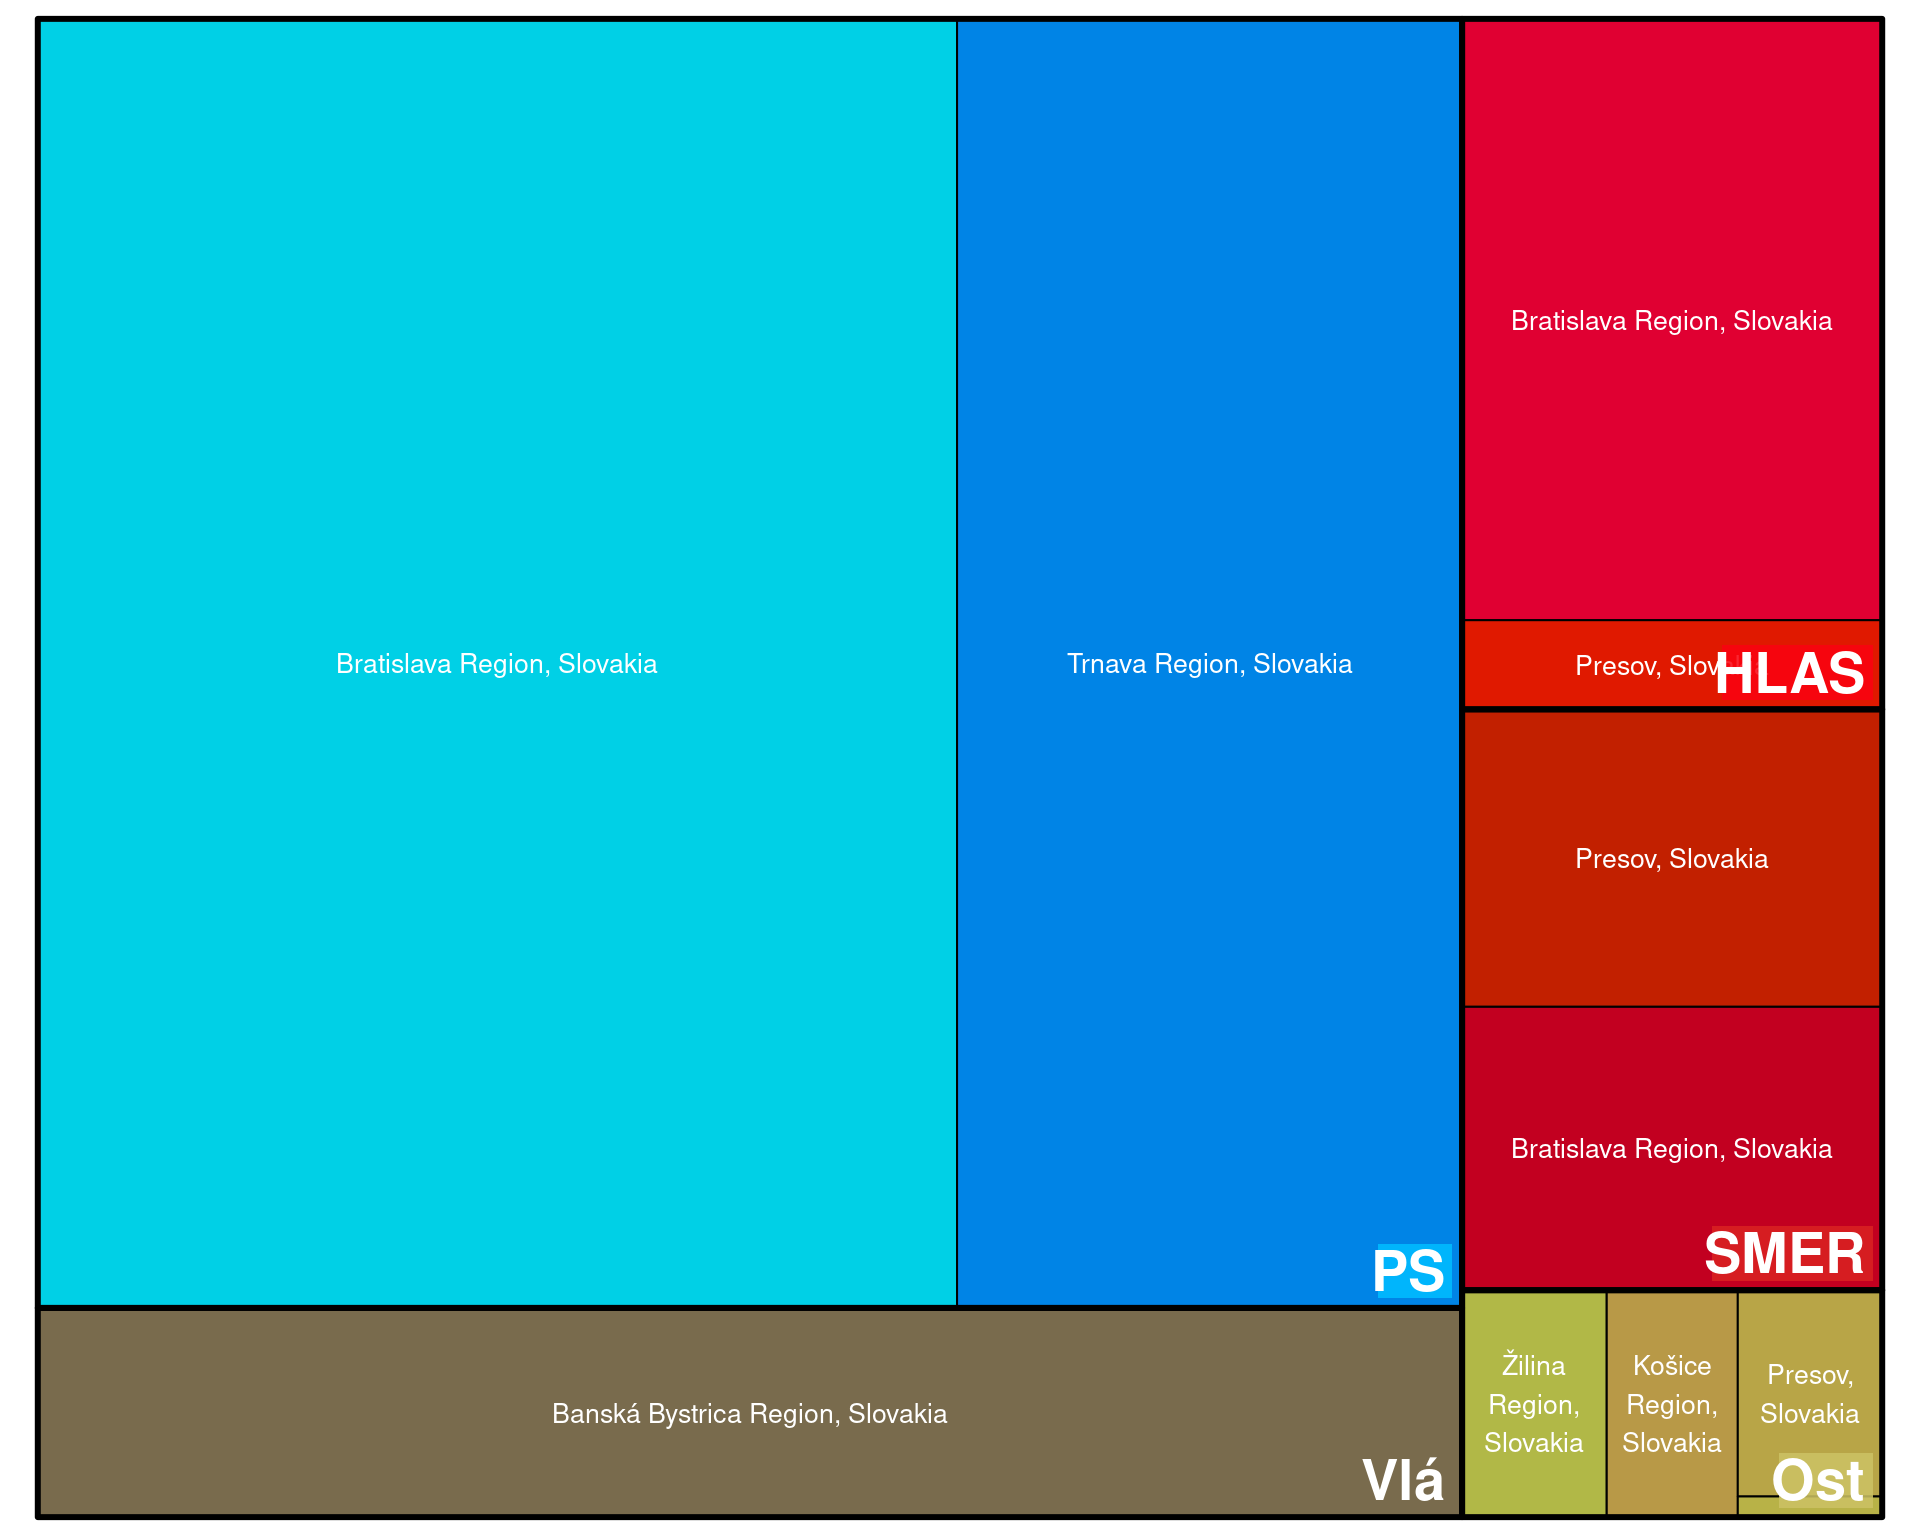 Bratislava Region, Slovakia
Trnava Region, Slovakia
PS
Banská Bystrica Region, Slovakia
Vlá
Bratislava Region, Slovakia
Presov,
HLAS
Presov, Slovakia
Bratislava Region, Slovakia
SMER
Žilina
Region,
Slovakia
Košice
Region,
Slovakia
Presov,
Slovakia
Ost